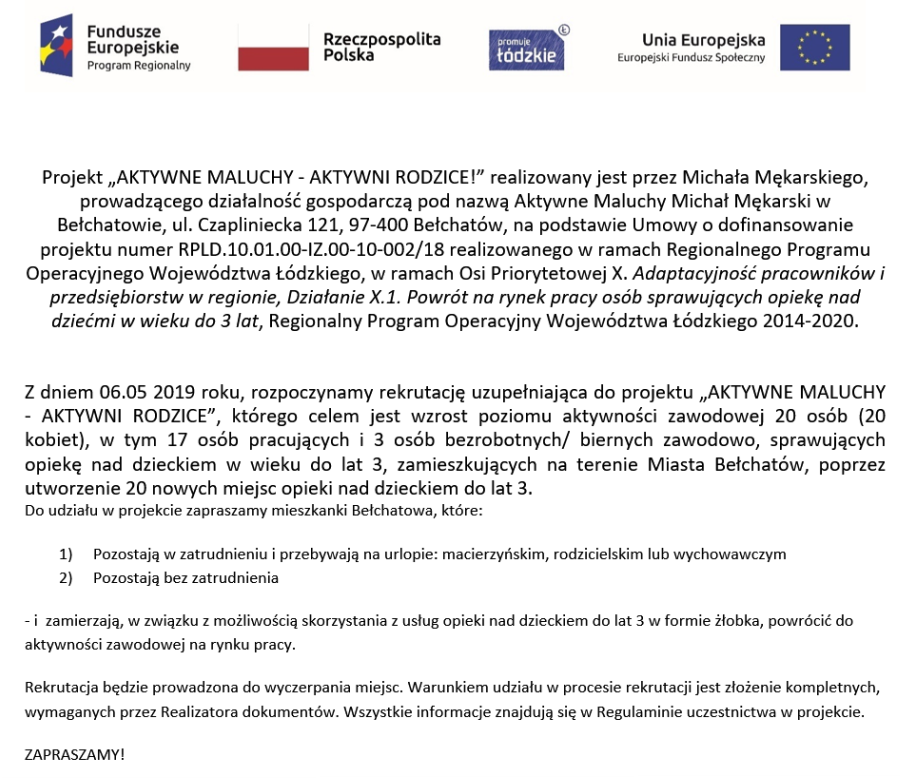 Fundusze
Europejskie
Program Regionalny
Rzeczpospolita
Polska
promuje
łódzkie
Ł
Unia Europejska
Europejski Fundusz Społeczny
Projekt „AKTYWNE MALUCHY - AKTYWNI RODZICE!” realizowany jest przez Michała Mękarskiego,
prowadzącego działalność gospodarczą pod nazwą Aktywne Maluchy Michał Mękarski w
Bełchatowie, ul. Czapliniecka 121, 97-400 Bełchatów, na podstawie Umowy o dofinansowanie
projektu numer RPLD.10.01.00-IZ.00-10-002/18 realizowanego w ramach Regionalnego Programu
Operacyjnego Województwa Łódzkiego, w ramach Osi Priorytetowej X. Adaptacyjność pracowników i
przedsiębiorstw w regionie, Działanie X.1. Powrót na rynek pracy osób sprawujących opiekę nad
dziećmi w wieku do 3 lat, Regionalny Program Operacyjny Województwa Łódzkiego 2014-2020.
Z dniem 06.05 2019 roku, rozpoczynamy rekrutację uzupełniająca do projektu „AKTYWNE MALUCHY
- AKTYWNI RODZICE”, którego celem jest wzrost poziomu aktywności zawodowej 20 osób (20
kobiet), w tym 17 osób pracujących i 3 osób bezrobotnych/ biernych zawodowo, sprawujących
opiekę nad dzieckiem w wieku do lat 3, zamieszkujących na terenie Miasta Bełchatów, poprzez
utworzenie 20 nowych miejsc opieki nad dzieckiem do lat 3.
Do udziału w projekcie zapraszamy mieszkanki Bełchatowa, które:
1) Pozostają w zatrudnieniu i przebywają na urlopie: macierzyńskim, rodzicielskim lub wychowawczym
2) Pozostają bez zatrudnienia
- i zamierzają, w związku z możliwością skorzystania z usług opieki nad dzieckiem do lat 3 w formie żłobka, powrócić do
aktywności zawodowej na rynku pracy.
Rekrutacja będzie prowadzona do wyczerpania miejsc. Warunkiem udziału w procesie rekrutacji jest złożenie kompletnych,
wymaganych przez Realizatora dokumentów. Wszystkie informacje znajdują się w Regulaminie uczestnictwa w projekcie.
ZAPRASZAMY!